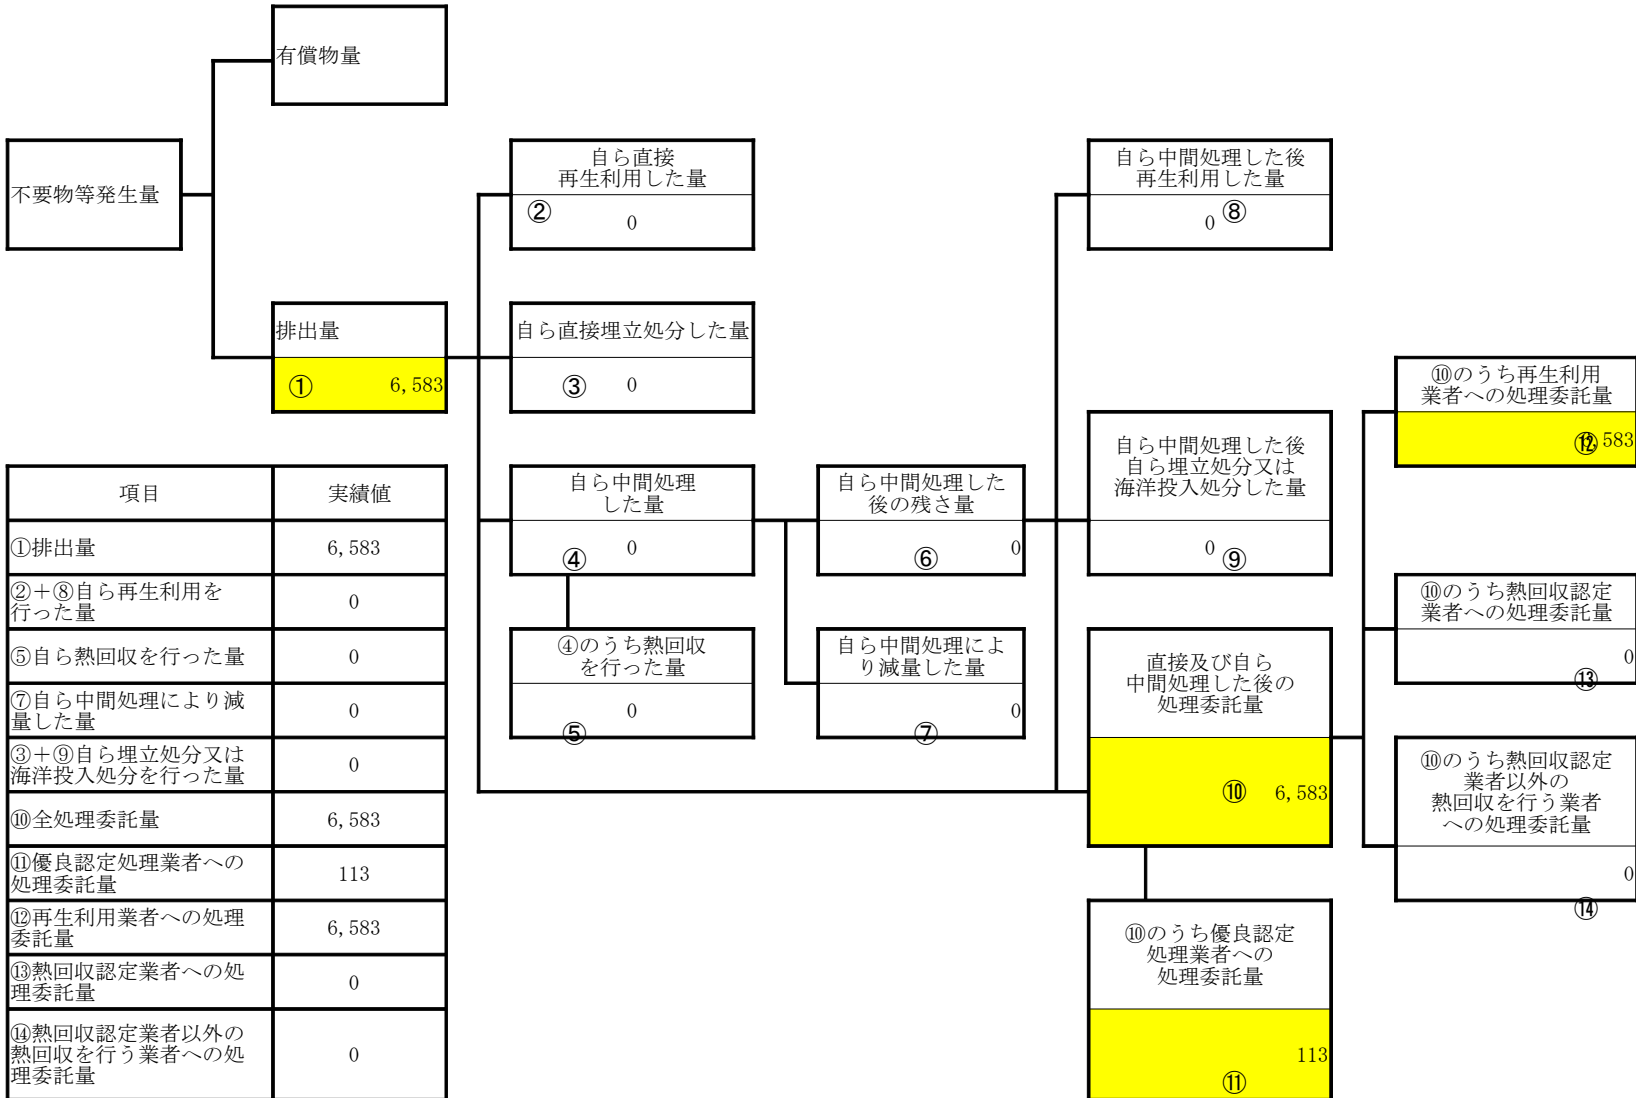 有償物量
不要物等発生量
排出量
① 6,583
自ら直接
再生利用した量
② 0
自ら直接埋立処分した量
③ 0
自ら中間処理
した量
④ 0
④のうち熱回収
を行った量
⑤ 0
自ら中間処理した
後の残さ量
⑥ 0
自ら中間処理によ
り減量した量
⑦ 0
自ら中間処理した後
再生利用した量
0 ⑧
自ら中間処理した後
自ら埋立処分又は
海洋投入処分した量
0 ⑨
直接及び自ら
中間処理した後の
処理委託量
⑩ 6,583
⑩のうち優良認定
処理業者への
処理委託量
113
⑪
⑩のうち再生利用
業者への処理委託量
⑫ 6,583
⑩のうち熱回収認定
業者への処理委託量
0
⑬
⑩のうち熱回収認定
業者以外の
熱回収を行う業者
への処理委託量
0
⑭
項目 実績値
①排出量 6,583
②+⑧自ら再生利用を
行った量 0
⑤自ら熱回収を行った量 0
⑦自ら中間処理により減
量した量 0
③+⑨自ら埋立処分又は
海洋投入処分を行った量 0
⑩全処理委託量 6,583
⑪優良認定処理業者への
処理委託量 113
⑫再生利用業者への処理
委託量 6,583
⑬熱回収認定業者への処
理委託量 0
⑭熱回収認定業者以外の
熱回収を行う業者への処
理委託量 0